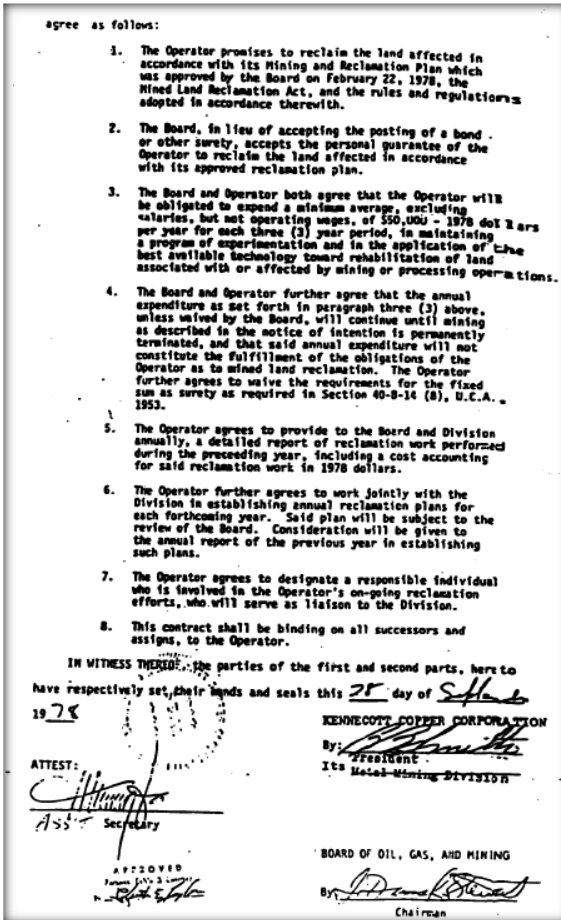 agree as follows:
1. The Operator promises to reclaim the land affected in
accordance with its Mining and Reclamation Plan which
was approved by the Board on February 22, 1978, the
Mined Land Reclamation Act, and the rules and regulations
adopted in accordance therewith.
2. The Board, in lieu of accepting the posting of a bond
or other surety, accepts the personal guarantee of the
Operator to reclaim the land affected in accordance
with its approved reclamation plan.
3. The Board and Operator both agree that the Operator will
be obligated to expend a minimum average, excluding
salaries, but not operating wages, of $50,000 - 1978 dollars
per year for each three (3) year period, in maintaining
a program of experimentation and in the application of the
best available technology toward rehabilitation of land
associated with or affected by mining or processing operations.
4. The Board and Operator further agree that the annual
expenditure as set forth in paragraph three (3) above,
unless waived by the Board, will continue until mining
as described in the notice of intention is permanently
terminated, and that said annual expenditure will not
constitute the fulfillment of the obligations of the
Operator as to mined land reclamation. The Operator
further agrees to waive the requirements for the fixed
sum as surety as required in Section 40-8-14 (8), U.C.A.
1953.
5. The Operator agrees to provide to the Board and Division
annually, a detailed report of reclamation work performed
during the preceeding year, including a cost accounting
for said reclamation work in 1978 dollars.
6. The Operator further agrees to work jointly with the
Division in establishing annual reclamation plans for
each forthcoming year. Said plan will be subject to the
review of the Board. Consideration will be given to
the annual report of the previous year in establishing
such plans.
7. The Operator agrees to designate a responsible individual
who is involved in the Operator's on-going reclamation
efforts, who will serve as liaison to the Division.
8. This contract shall be binding on all successors and
assigns, to the Operator.
IN WITNESS THEREOF, the parties of the first and second parts, hereto
have respectively set their hands and seals this 28 day of
1978
KENNECOTT COPPER CORPORATION
By:
President
Its Metal Mining Division
ATTEST:
Ass't Secretary
APPROVED
BOARD OF OIL, GAS, AND MINING
By
Chairman